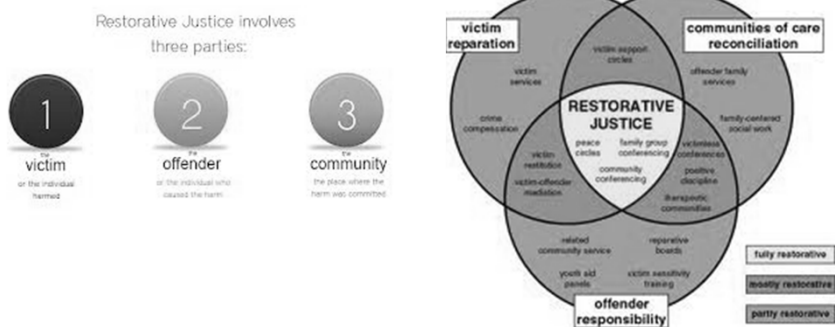 Restorative Justice involves
three parties:
1
the
victim
or the individual
harmed
2
the
offender
or the individual who
caused the harm
3
the
community
the place where the
harm was committed
victim
reparation
communities of care
reconciliation
victim support
circles
victim
services
offender family
services
crime
compensation
family-centered
social work
RESTORATIVE
JUSTICE
peace
circles
family group
conferencing
community
conferencing
victim
restitution
victim-offender
mediation
victimless
conferences
positive
discipline
therapeutic
communities
related
community service
reparative
boards
youth aid
panels
victim sensitivity
training
offender
responsibility
fully restorative
mostly restorative
partly restorative